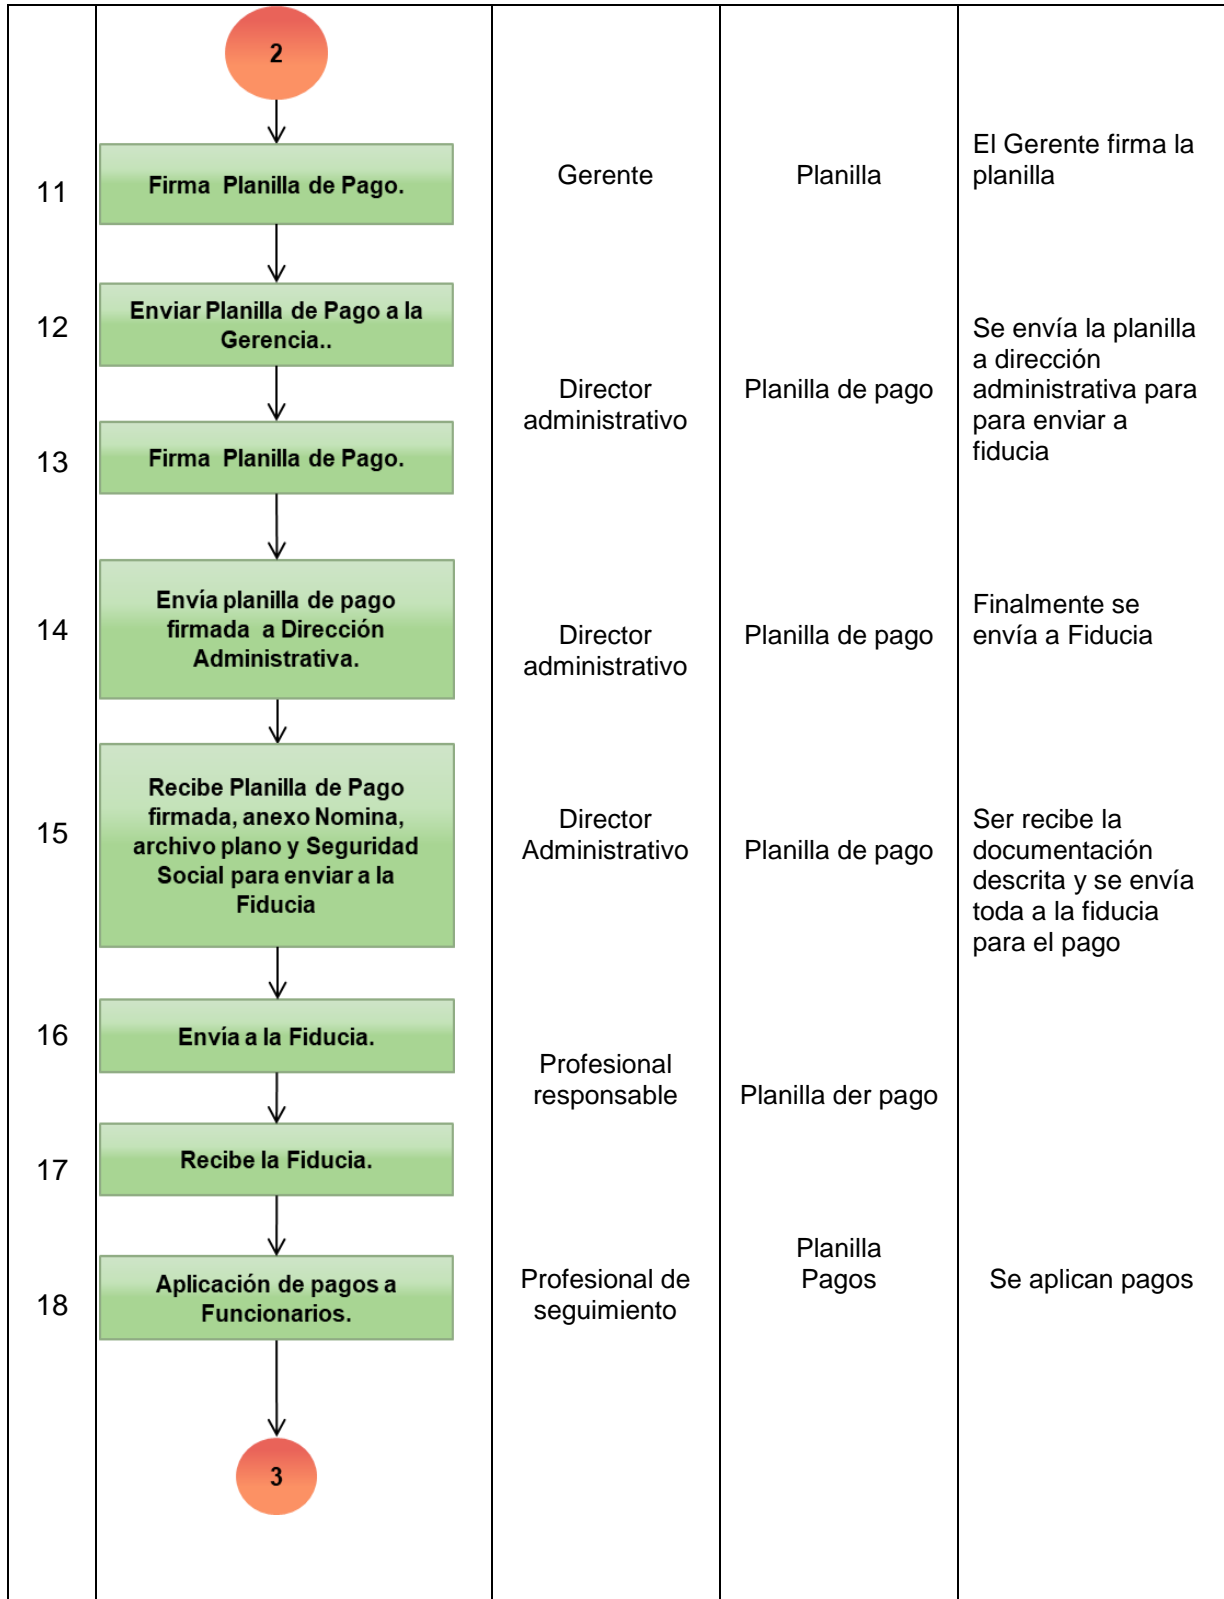 2
11
Firma Planilla de Pago.
Gerente
Planilla
El Gerente firma la
planilla
12
Enviar Planilla de Pago a la
Gerencia..
13
Firma Planilla de Pago.
Director
administrativo
Planilla de pago
Se envía la planilla
a dirección
administrativa para
para enviar a
fiducia
14
Envía planilla de pago
firmada a Dirección
Administrativa.
Director
administrativo
Planilla de pago
Finalmente se
envía a Fiducia
15
Recibe Planilla de Pago
firmada, anexo Nomina,
archivo plano y Seguridad
Social para enviar a la
Fiducia
Director
Administrativo
Planilla de pago
Ser recibe la
documentación
descrita y se envía
toda a la fiducia
para el pago
16
Envía a la Fiducia.
Profesional
responsable
Planilla der pago
17
Recibe la Fiducia.
18
Aplicación de pagos a
Funcionarios.
Profesional de
seguimiento
Planilla
Pagos
Se aplican pagos
3